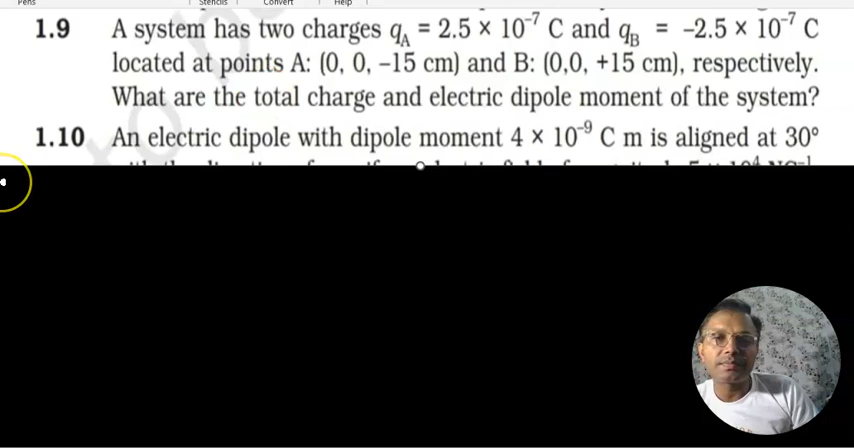 Pens Stencils Convert Help
1.9 A system has two charges qA = 2.5 × 10⁻⁷ C and qB = –2.5 × 10⁻⁷ C
located at points A: (0, 0, –15 cm) and B: (0,0, +15 cm), respectively.
What are the total charge and electric dipole moment of the system?
1.10 An electric dipole with dipole moment 4 × 10⁻⁹ C m is aligned at 30°